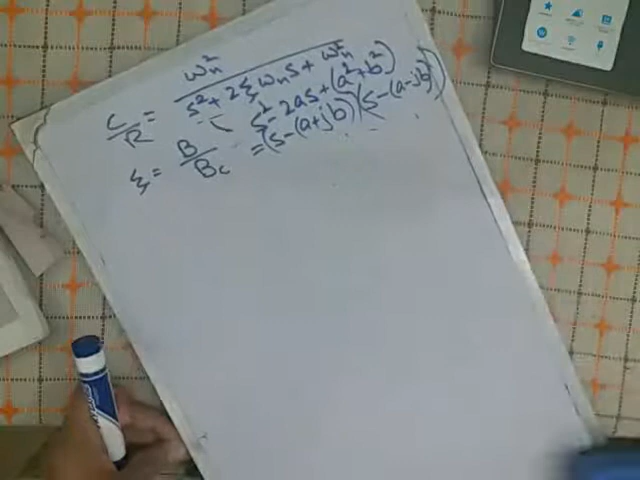 C/R = ωn² / s² + 2ξωns + ωn²
s² - 2as + (a² + b²)
ξ = B/Bc = (s - (a+jb)) (s - (a-jb))